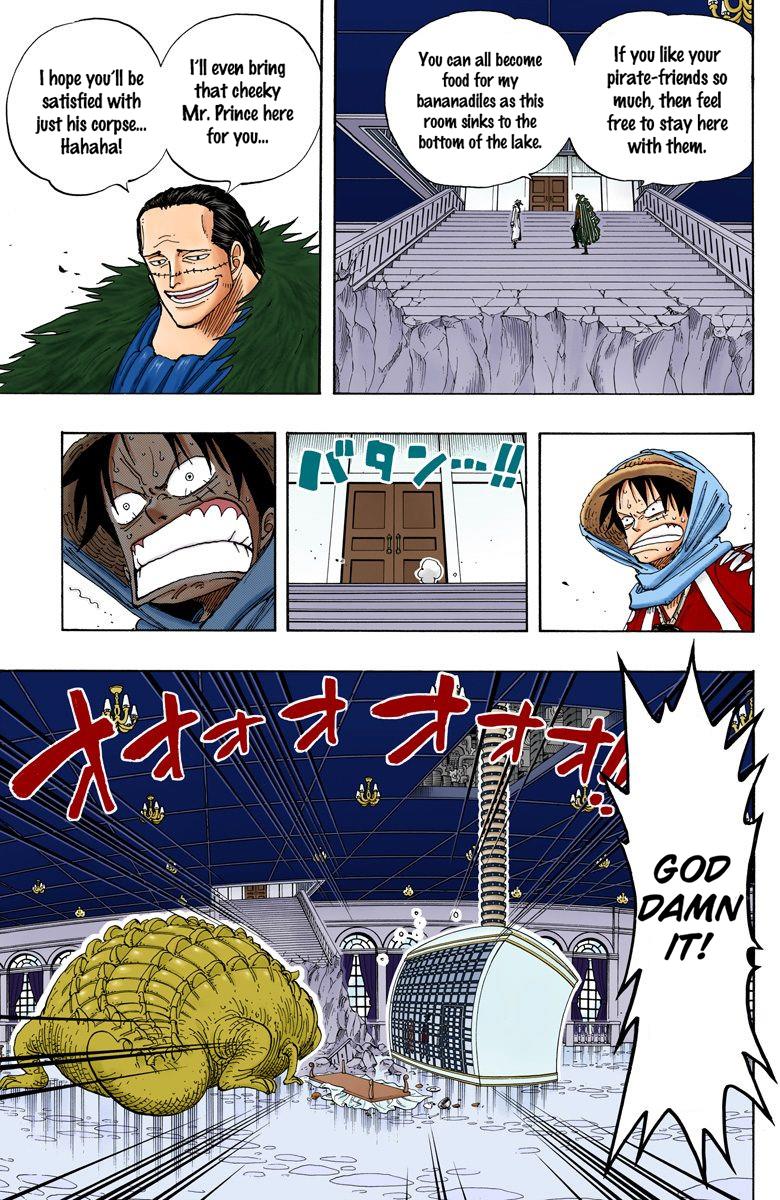 If you like your
pirate-friends so
much, then feel
free to stay here
with them.
You can all become
food for my
bananadiles as this
room sinks to the
bottom of the lake.
I´ll even bring
that cheeky
Mr. Prince here
for you...
I hope you´ll be
satisfied with
just his corpse...
Hahaha!
バタン…!!
GOD
DAMN
IT!
オオォォオオォオ!!